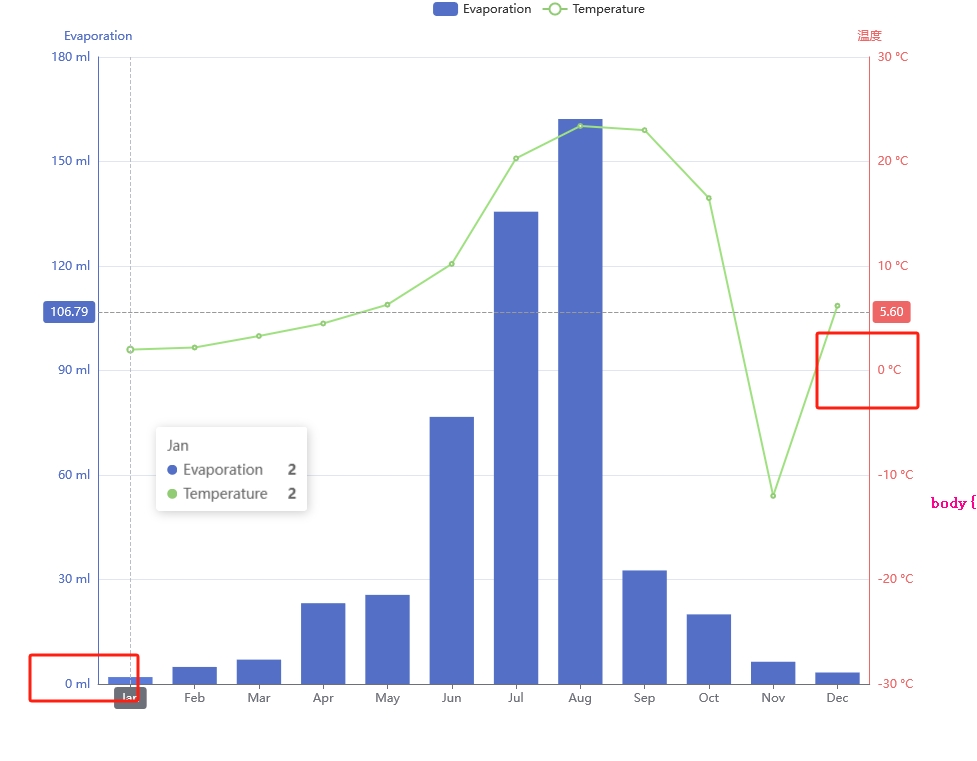 Evaporation Temperature
Evaporation 温度
180 ml 30 °C
150 ml 20 °C
120 ml 10 °C
106.79 5.60
90 ml 0 °C
Jan
Evaporation 2
Temperature 2
60 ml -10 °C
body {
30 ml -20 °C
0 ml -30 °C
Jan Feb Mar Apr May Jun Jul Aug Sep Oct Nov Dec